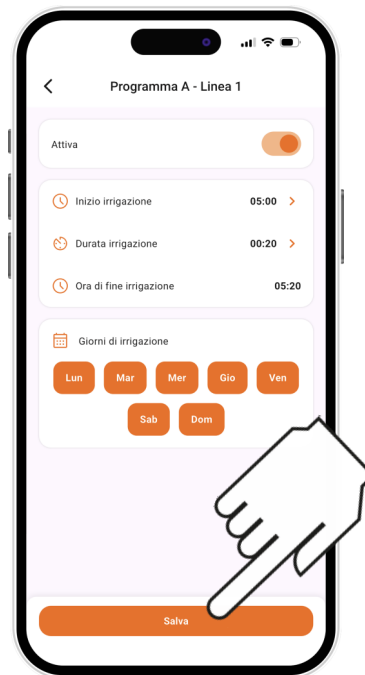 Programma A - Linea 1
Attiva
Inizio irrigazione 05:00
Durata irrigazione 00:20
Ora di fine irrigazione 05:20
Giorni di irrigazione
Lun Mar Mer Gio Ven
Sab Dom
Salva